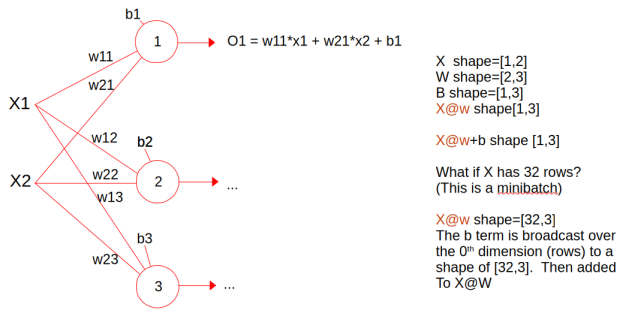 b1
1
O1 = w11*x1 + w21*x2 + b1
w11
w21
X1
w12
b2
X2
w22
2
...
w13
b3
w23
3
...
X shape=[1,2]
W shape=[2,3]
B shape=[1,3]
X@w shape[1,3]
X@w+b shape [1,3]
What if X has 32 rows?
(This is a minibatch)
X@w shape=[32,3]
The b term is broadcast over
the 0th dimension (rows) to a
shape of [32,3]. Then added
To X@W